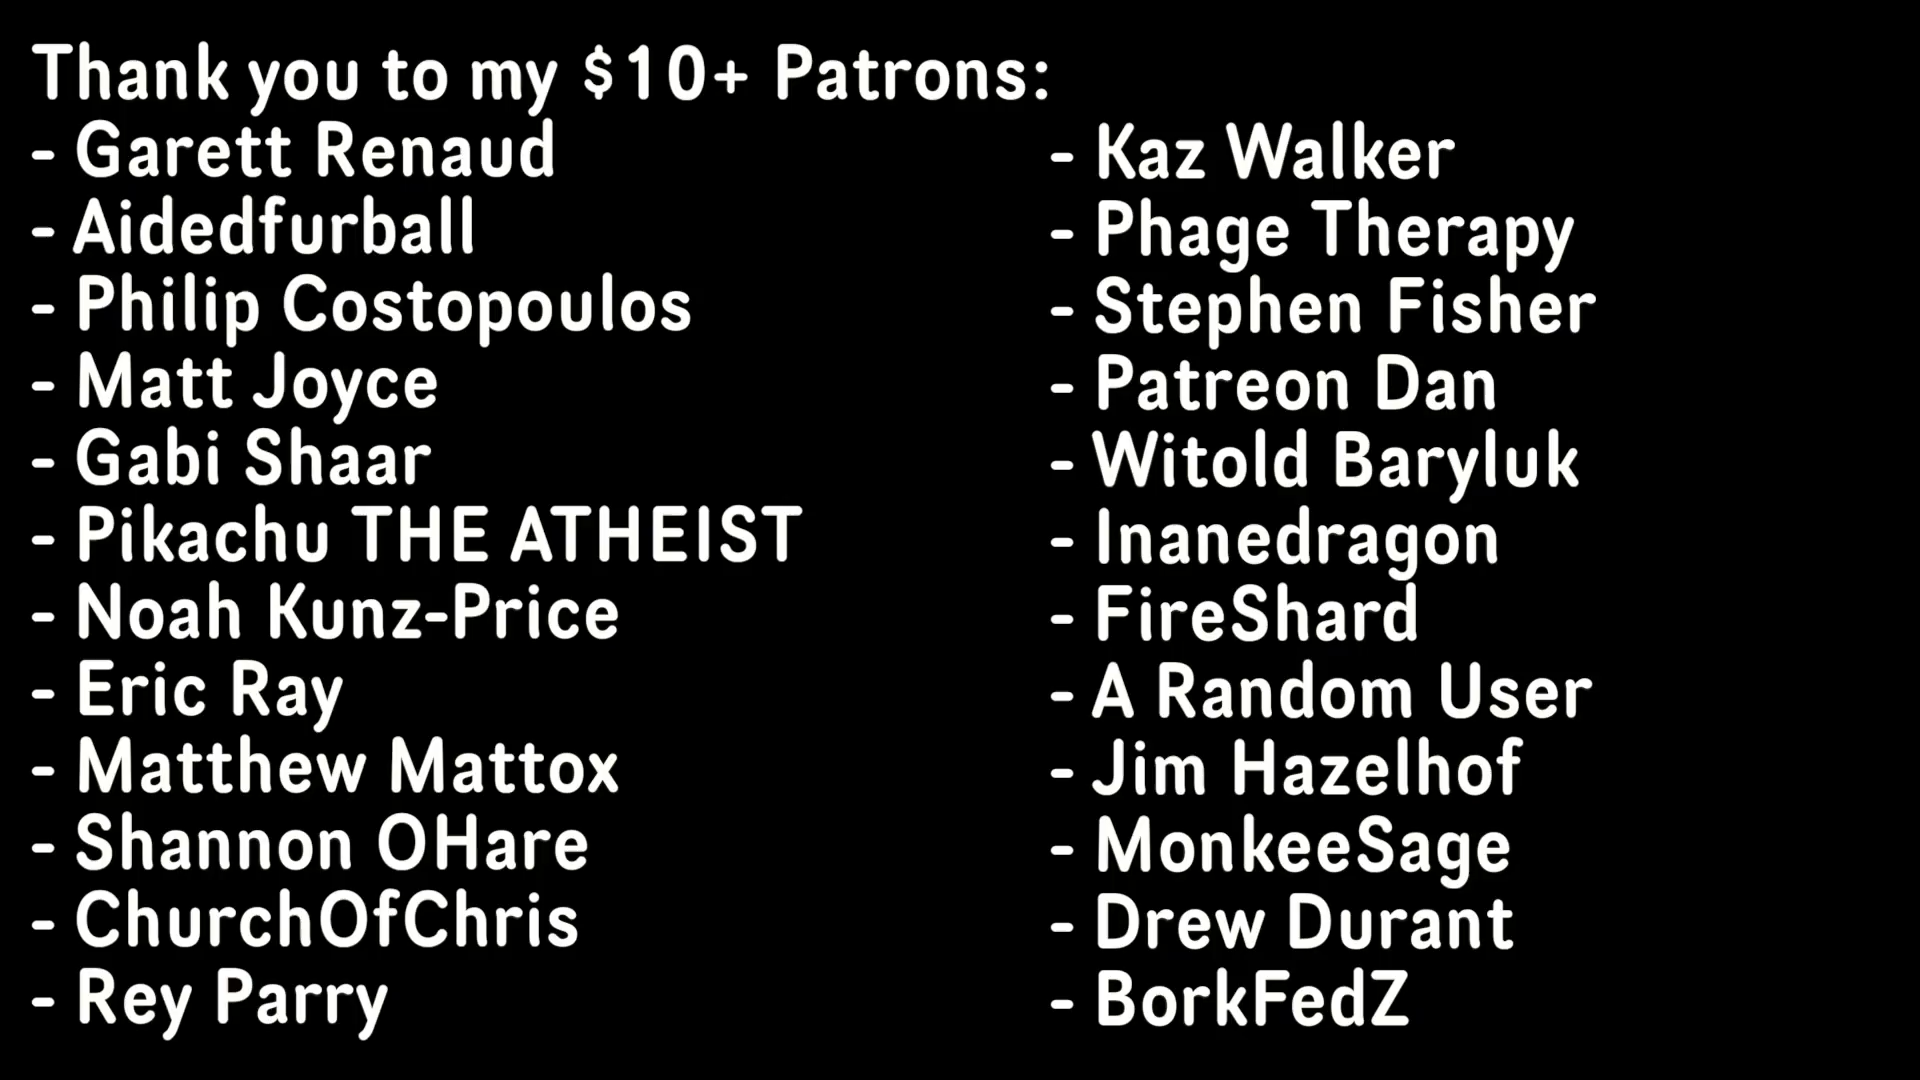 Thank you to my $10+ Patrons:
- Garett Renaud
- Aidedfurball
- Philip Costopoulos
- Matt Joyce
- Gabi Shaar
- Pikachu THE ATHEIST
- Noah Kunz-Price
- Eric Ray
- Matthew Mattox
- Shannon OHare
- ChurchOfChris
- Rey Parry
- Kaz Walker
- Phage Therapy
- Stephen Fisher
- Patreon Dan
- Witold Baryluk
- Inanedragon
- FireShard
- A Random User
- Jim Hazelhof
- MonkeeSage
- Drew Durant
- BorkFedZ